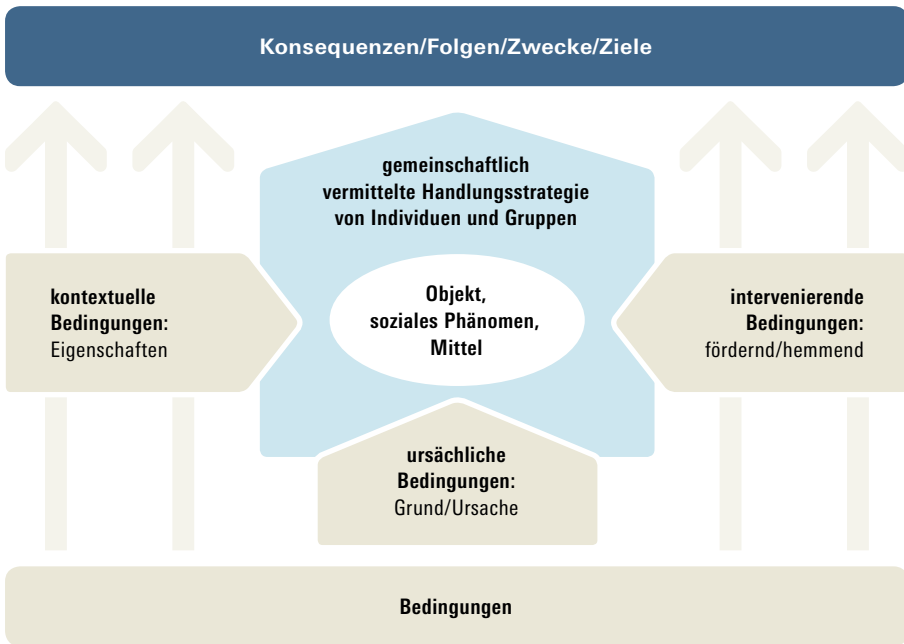 Konsequenzen/Folgen/Zwecke/Ziele
gemeinschaftlich
vermittelte Handlungsstrategie
von Individuen und Gruppen
kontextuelle
Bedingungen:
Eigenschaften
Objekt,
soziales Phänomen,
Mittel
intervenierende
Bedingungen:
fördernd/hemmend
ursächliche
Bedingungen:
Grund/Ursache
Bedingungen